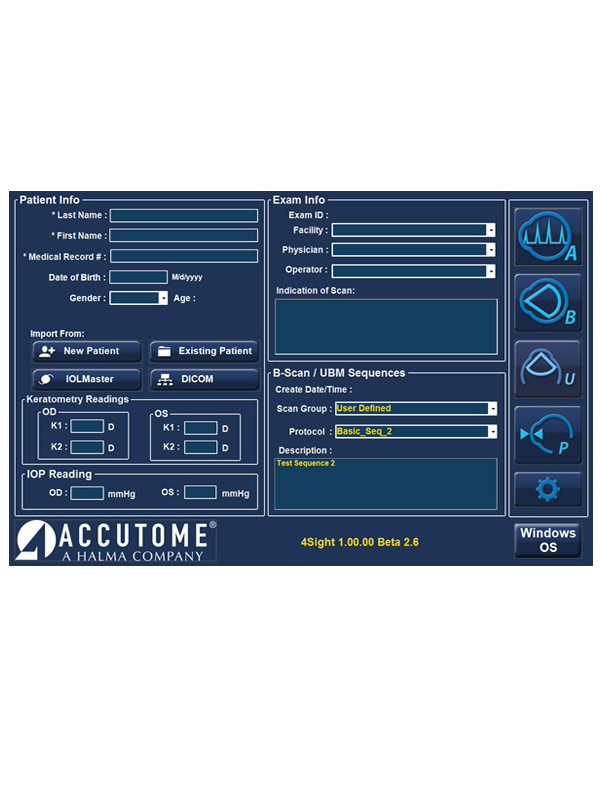 Patient Info
* Last Name :
* First Name :
* Medical Record # :
Date of Birth :
M/d/yyyy
Gender :
Age :
Import From:
New Patient
Existing Patient
IOLMaster
DICOM
Keratometry Readings
OD
K1 :
D
K2 :
D
OS
K1 :
D
K2 :
D
IOP Reading
OD :
mmHg
OS :
mmHg
Exam Info
Exam ID :
Facility :
Physician :
Operator :
Indication of Scan:
B-Scan / UBM Sequences
Create Date/Time :
Scan Group :
User Defined
Protocol :
Basic_Seq_2
Description :
Test Sequence 2
A
B
U
P
ACCUTOME®
A HALMA COMPANY
4Sight 1.00.00 Beta 2.6
Windows
OS